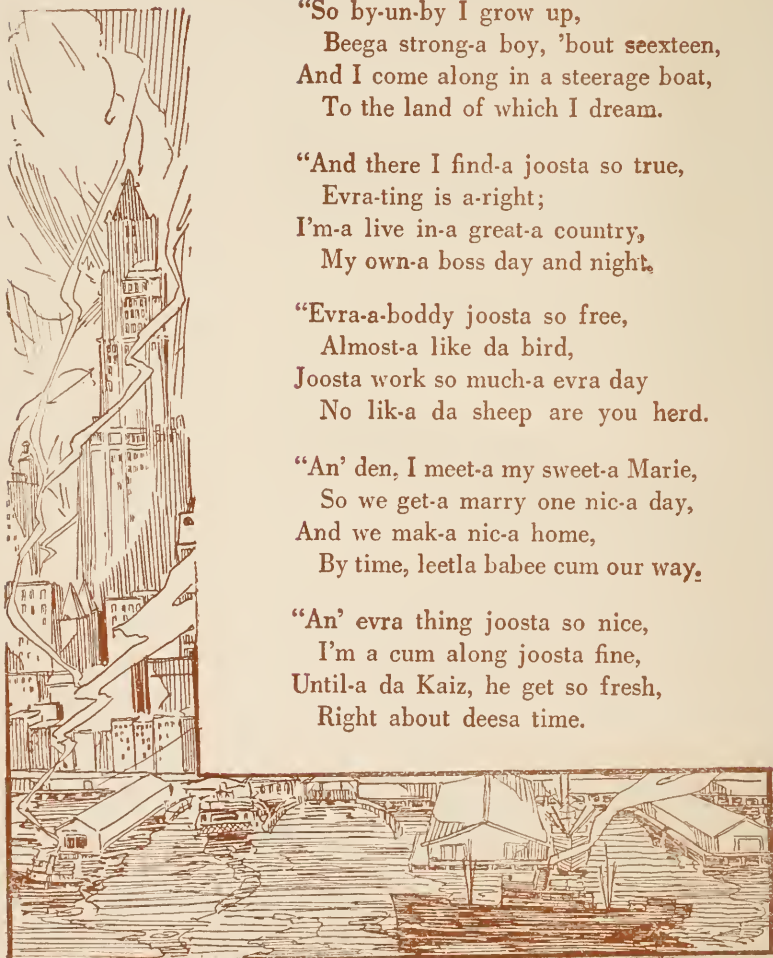 “So by-un-by I grow up,
Beega strong-a boy, ’bout seexteen,
And I come along in a steerage boat,
To the land of which I dream.
“And there I find-a joosta so true,
Evra-ting is a-right;
I’m-a live in-a great-a country,
My own-a boss day and night.
“Evra-a-boddy joosta so free,
Almost-a like da bird,
Joosta work so much-a evra day
No lik-a da sheep are you herd.
“An’ den, I meet-a my sweet-a Marie,
So we get-a marry one nic-a day,
And we mak-a nic-a home,
By time, leetla babee cum our way.
“An’ evra thing joosta so nice,
I’m a cum along joosta fine,
Until-a da Kaiz, he get so fresh,
Right about deesa time.